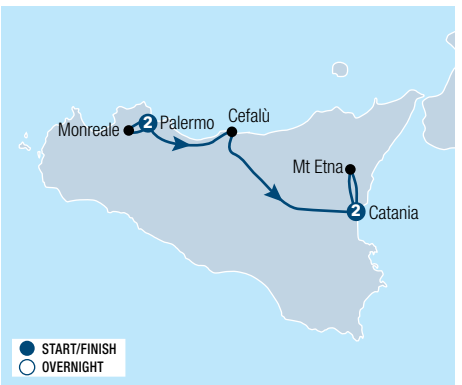 Cefalù
2 Palermo
Monreale
Mt Etna
2 Catania
START/FINISH
OVERNIGHT